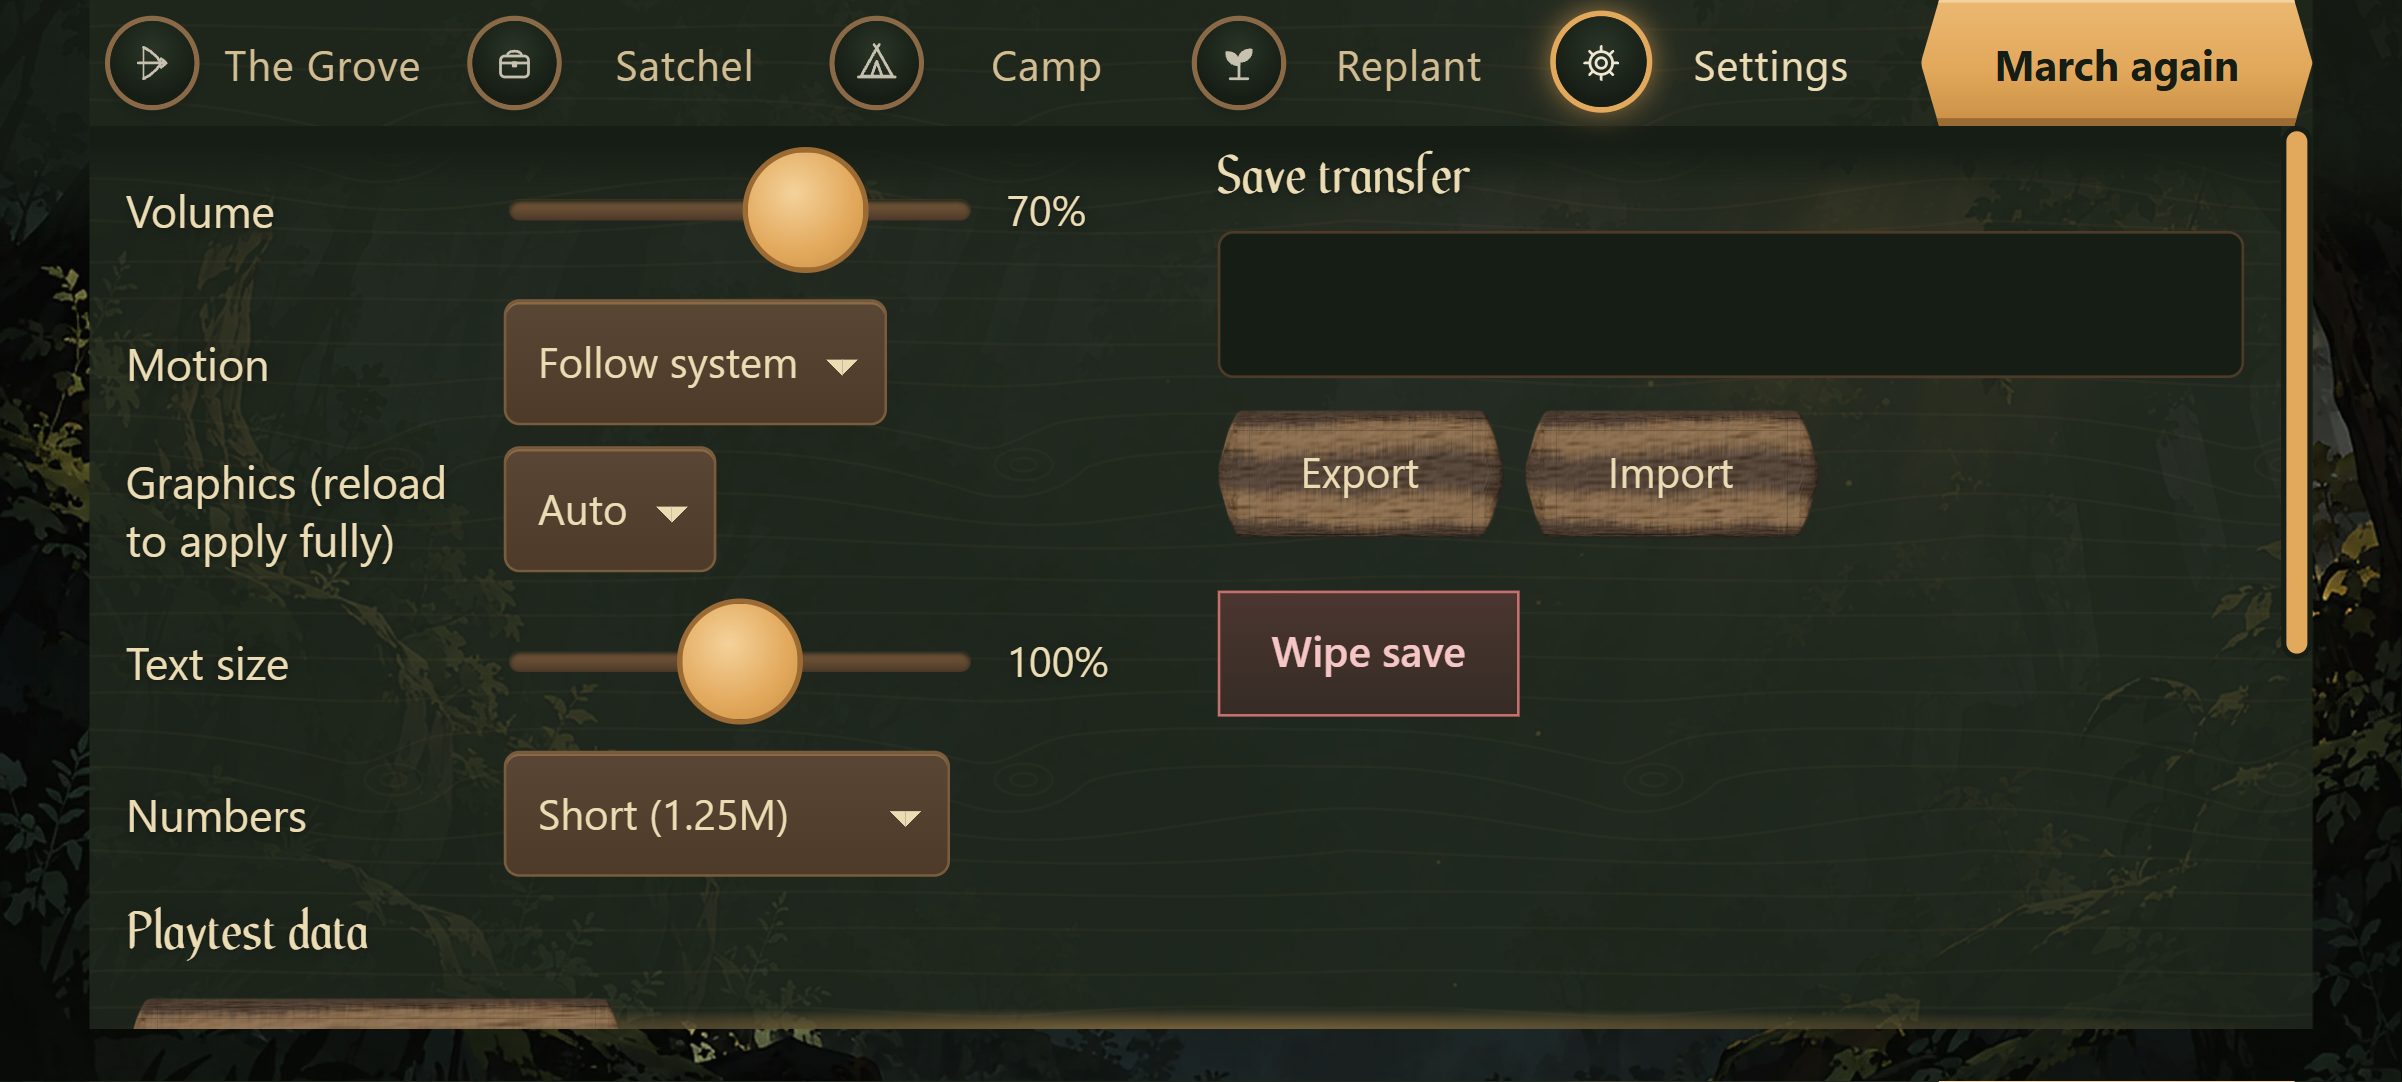 The Grove
Satchel
Camp
Replant
Settings
March again
Volume
70%
Motion
Follow system
Graphics (reload
to apply fully)
Auto
Text size
100%
Numbers
Short (1.25M)
Playtest data
Save transfer
Export
Import
Wipe save